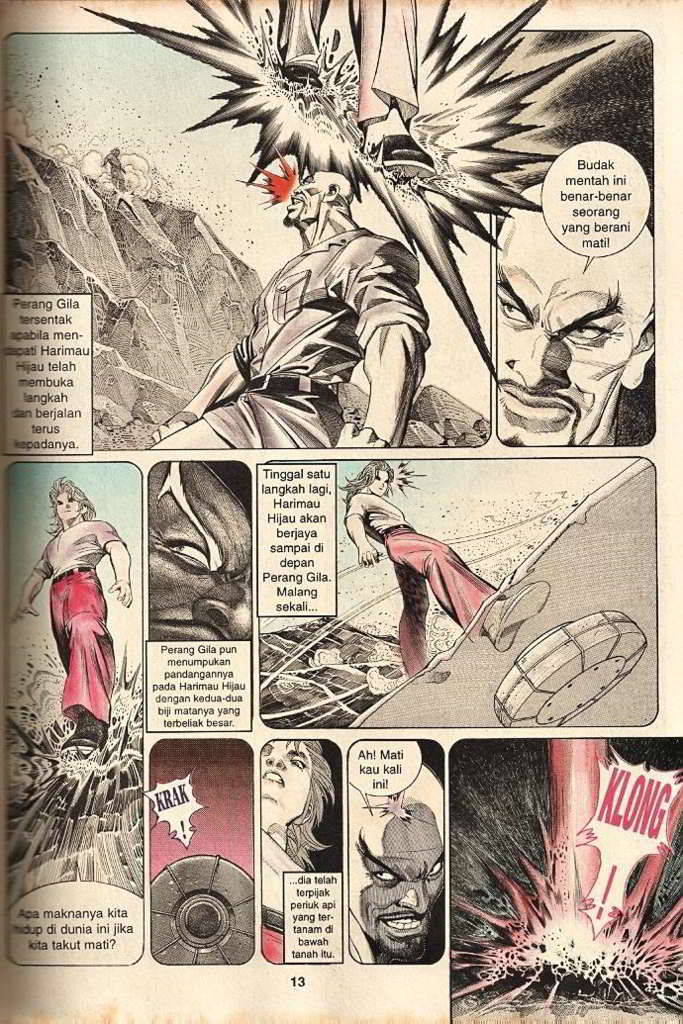 Perang Gila
tersentak
apabila men-
dapati Harimau
Hijau telah
membuka
langkah
dan berjalan
terus
kepadanya.
Budak
mentah ini
benar-benar
seorang
yang berani
mati!
Apa maknanya kita
hidup di dunia ini jika
kita takut mati?
Perang Gila pun
menumpukan
pandangannya
pada Harimau Hijau
dengan kedua-dua
biji matanya yang
terbeliak besar.
Tinggal satu
langkah lagi,
Harimau
Hijau akan
berjaya
sampai di
depan
Perang Gila.
Malang
sekali...
KRAK
!
...dia telah
terpijak
periuk api
yang ter-
tanam di
bawah
tanah itu.
Ah! Mati
kau kali
ini!
KLONG
!
13